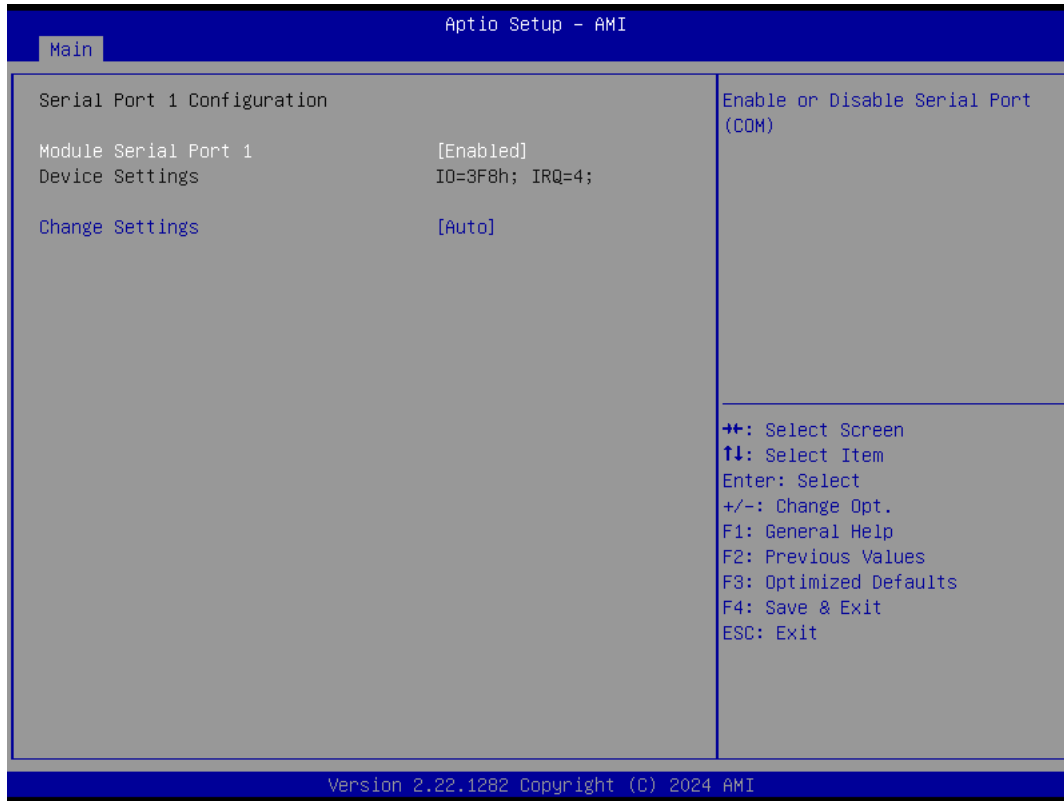 Aptio Setup – AMI
Main
Serial Port 1 Configuration
Module Serial Port 1 [Enabled]
Device Settings IO=3F8h; IRQ=4;
Change Settings [Auto]
Enable or Disable Serial Port
(COM)
→←: Select Screen
↑↓: Select Item
Enter: Select
+/-: Change Opt.
F1: General Help
F2: Previous Values
F3: Optimized Defaults
F4: Save & Exit
ESC: Exit
Version 2.22.1282 Copyright (C) 2024 AMI